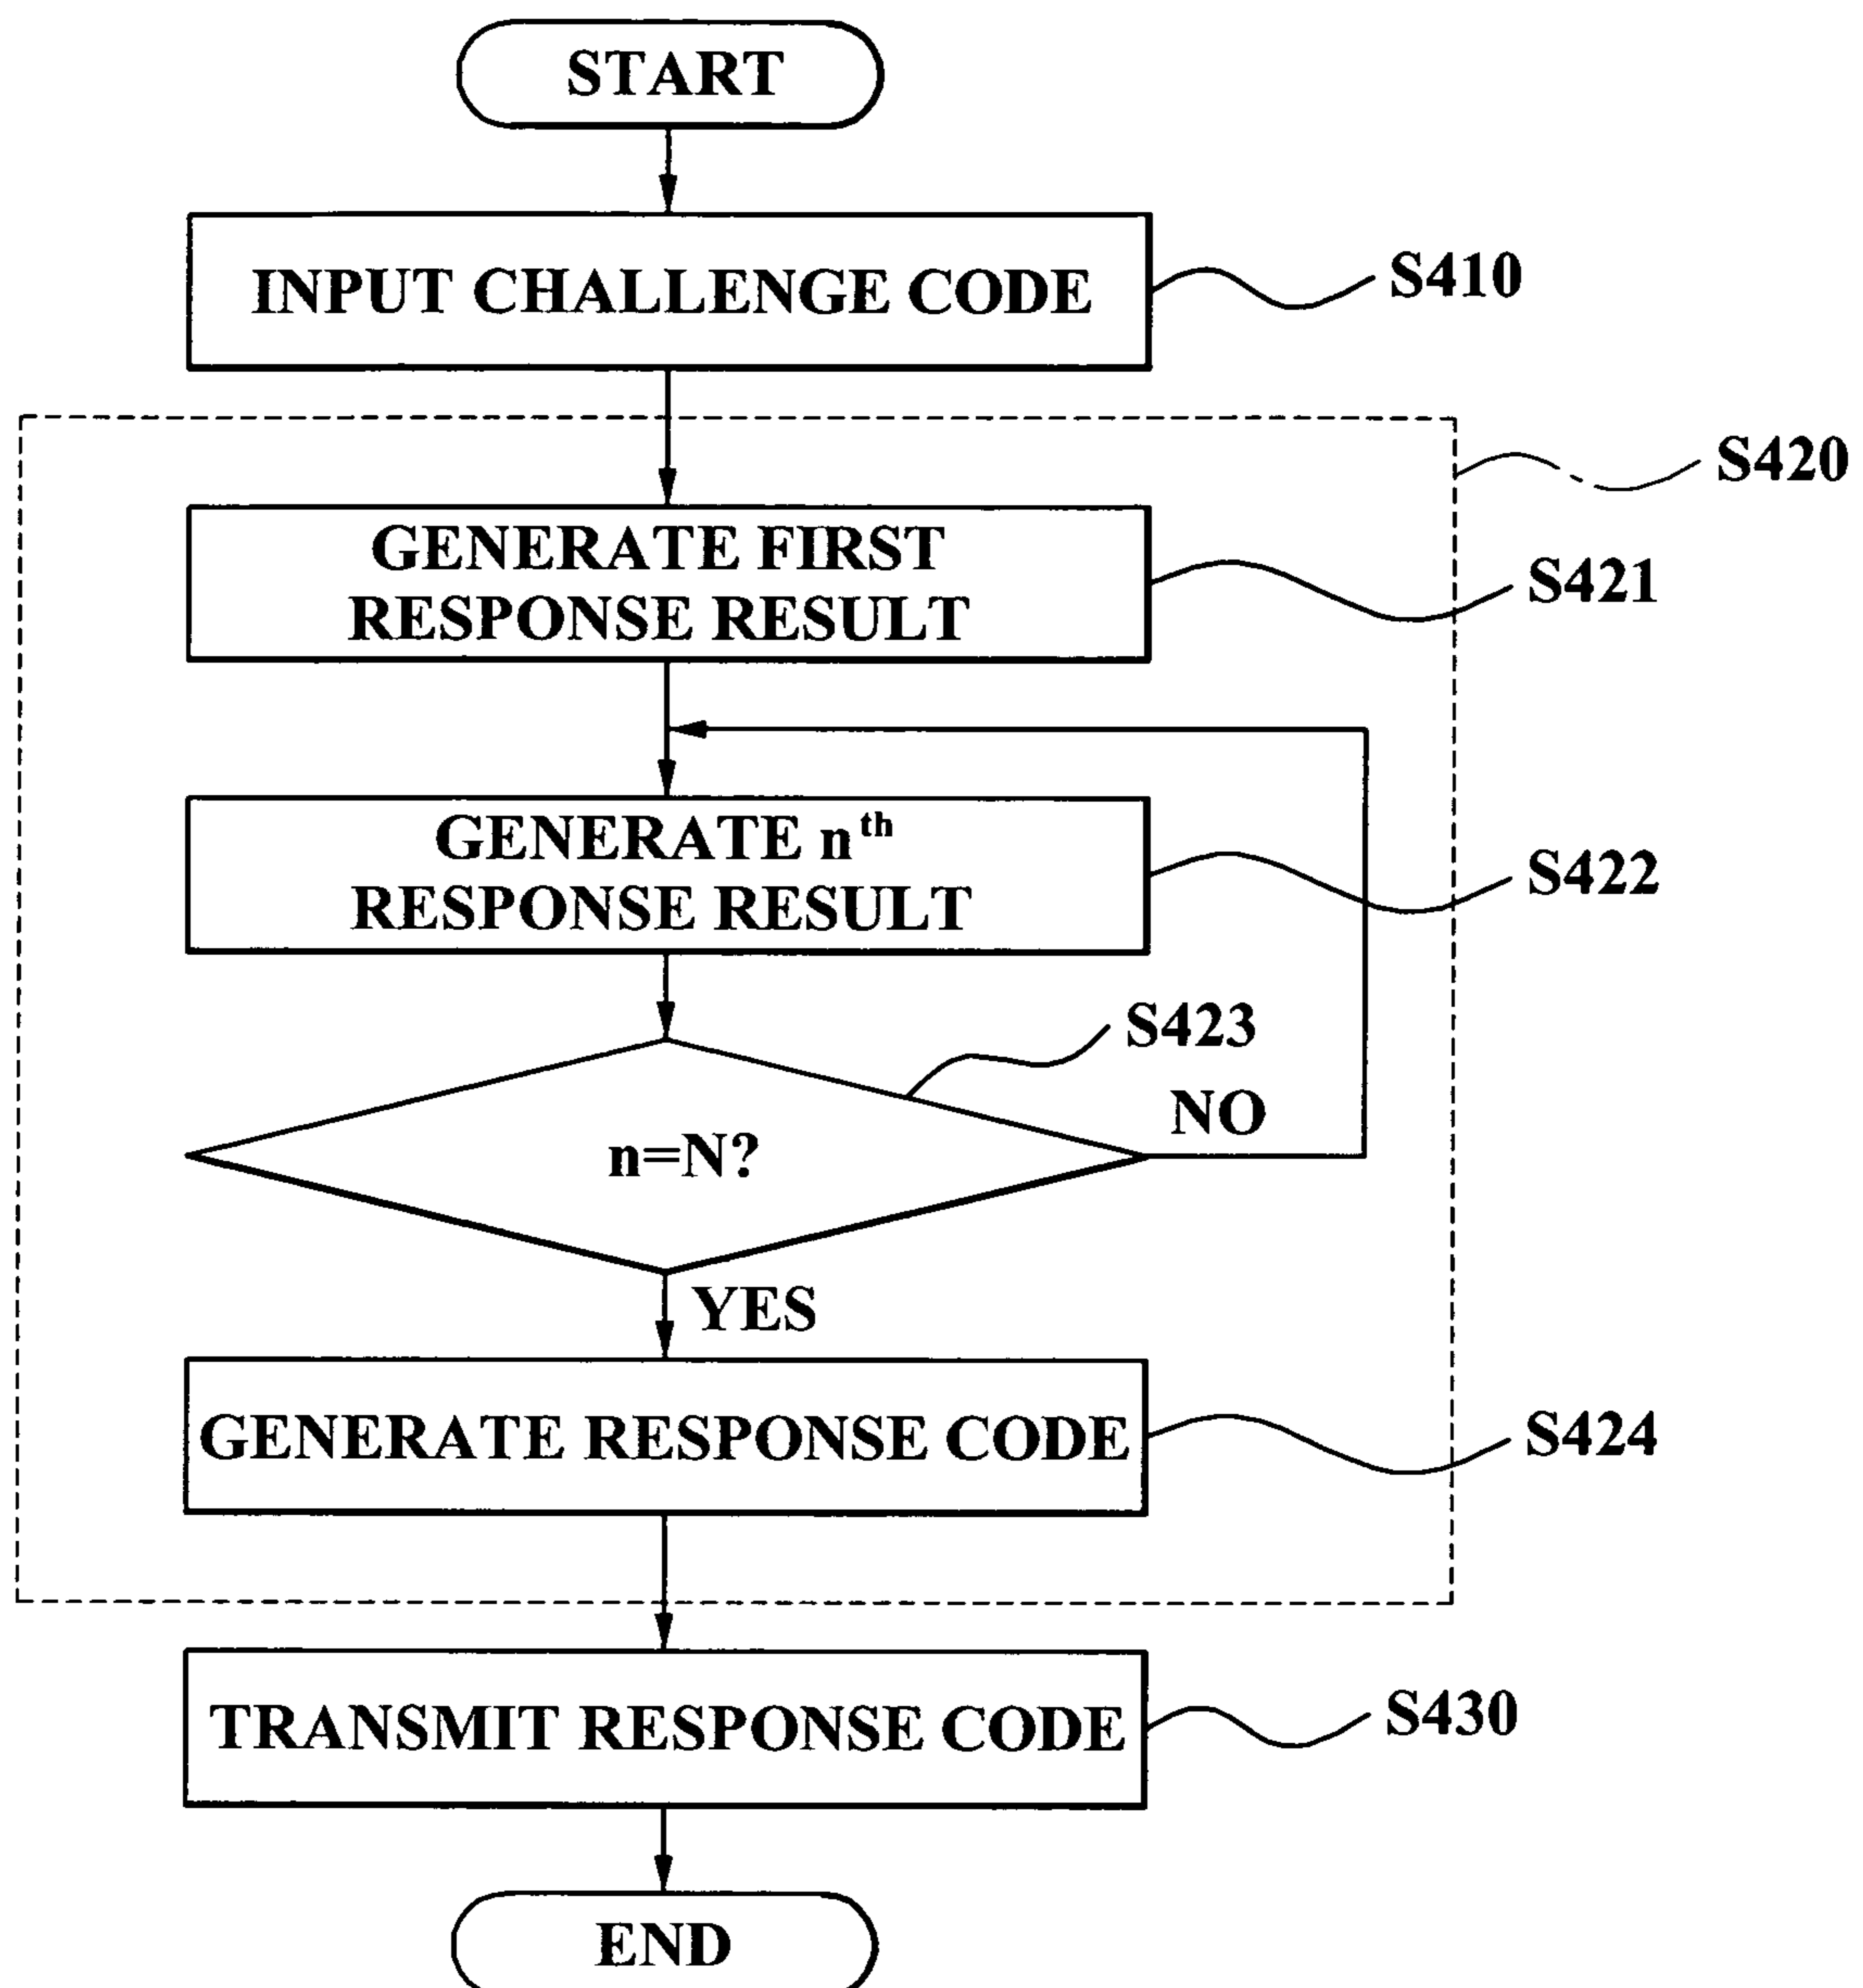 START
INPUT CHALLENGE CODE
S410
S420
GENERATE FIRST
RESPONSE RESULT
S421
GENERATE nth
RESPONSE RESULT
S422
S423
NO
n=N?
YES
GENERATE RESPONSE CODE
S424
TRANSMIT RESPONSE CODE
S430
END